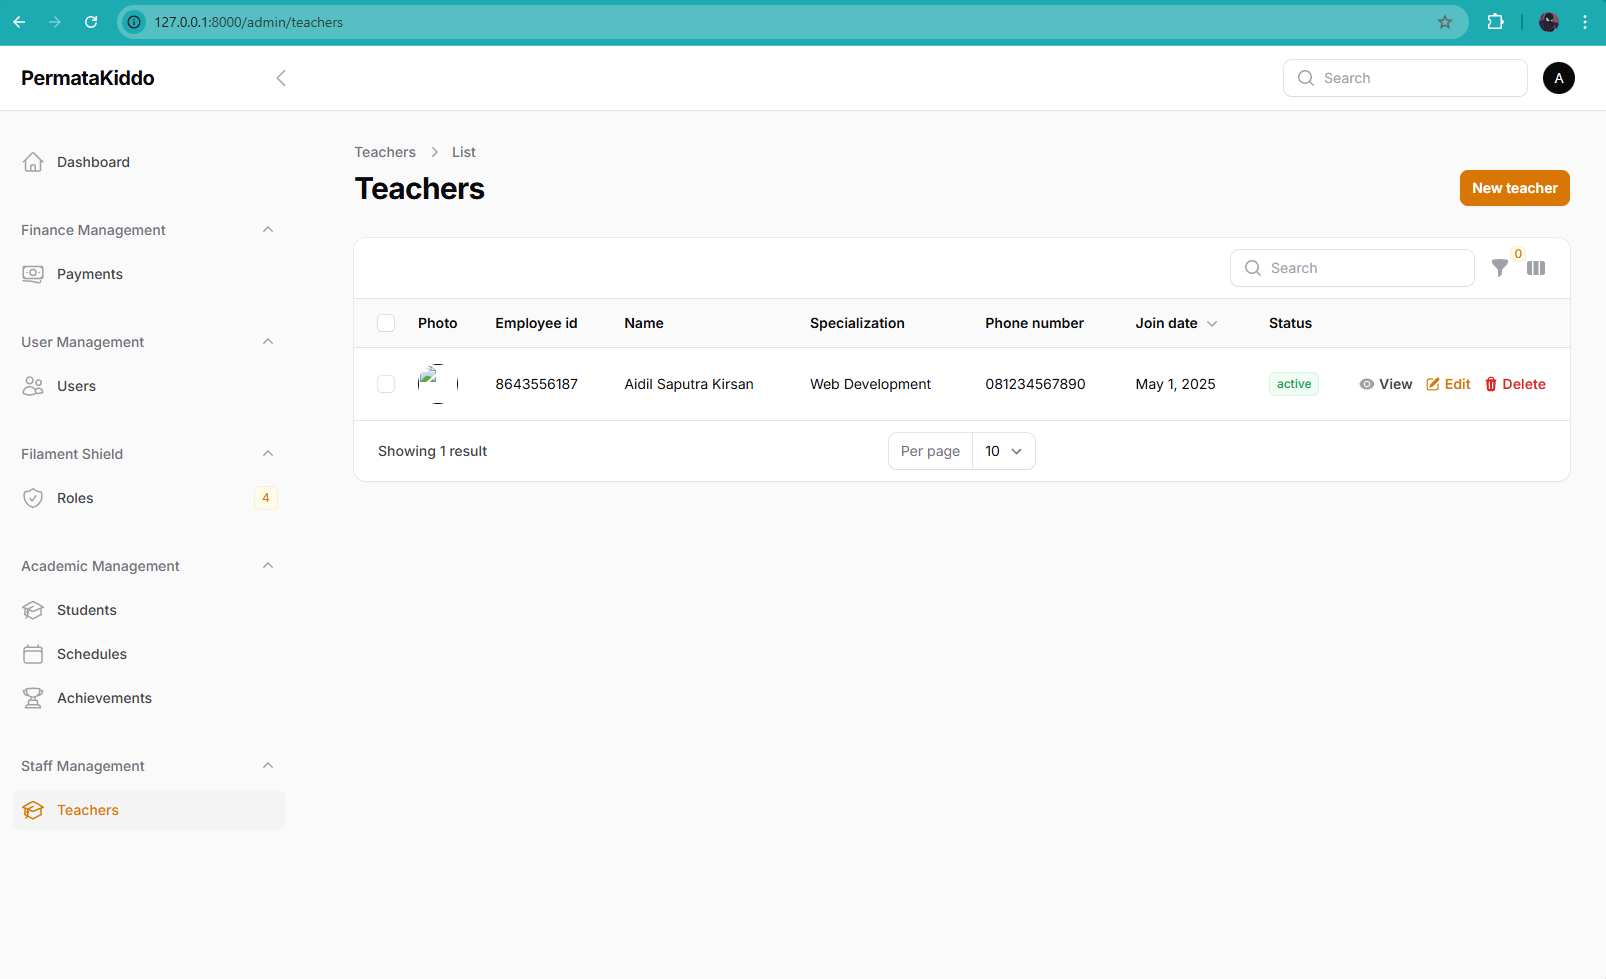 127.0.0.1:8000/admin/teachers
PermataKiddo
Search
A
Dashboard
Finance Management
Payments
User Management
Users
Filament Shield
Roles
4
Academic Management
Students
Schedules
Achievements
Staff Management
Teachers
Teachers
List
Teachers
New teacher
Search
0
Photo Employee id Name Specialization Phone number Join date Status
8643556187 Aidil Saputra Kirsan Web Development 081234567890 May 1, 2025 active View Edit Delete
Showing 1 result
Per page 10